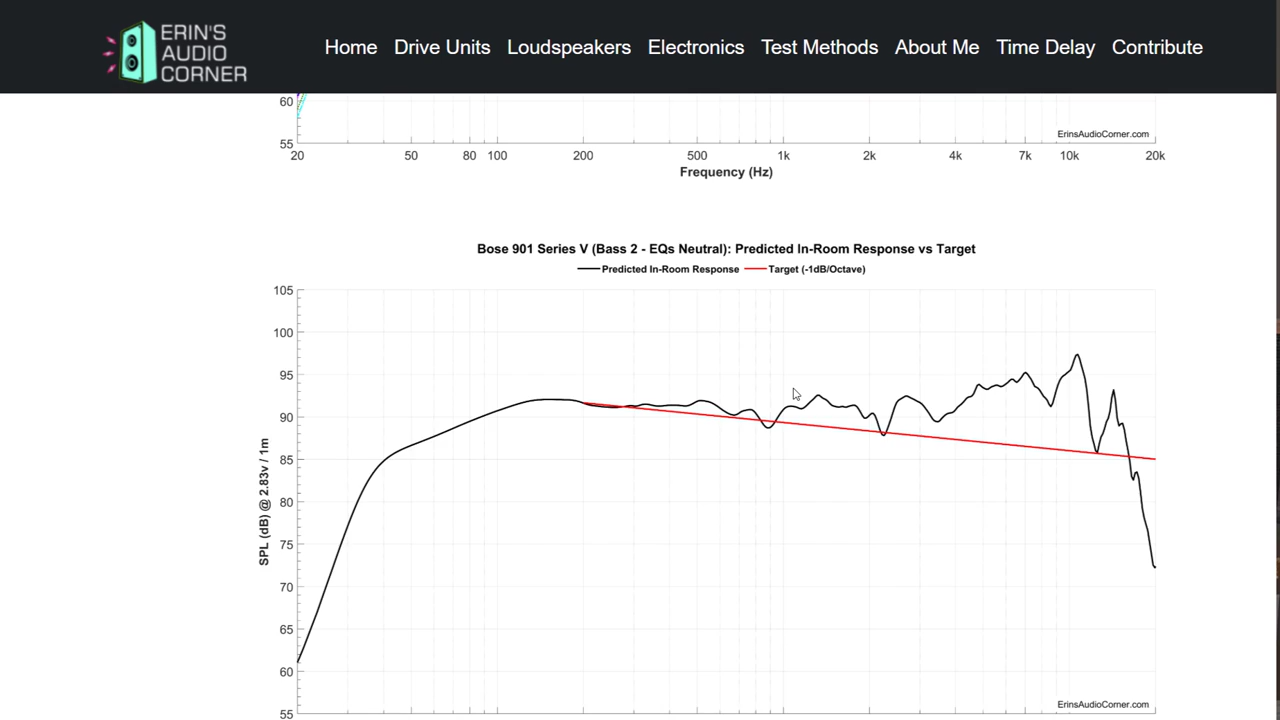 ERIN'S
AUDIO
CORNER
Home Drive Units Loudspeakers Electronics Test Methods About Me Time Delay Contribute
60
55
ErinsAudioCorner.com
20 50 80 100 200 500 1k 2k 4k 7k 10k 20k
Frequency (Hz)
Bose 901 Series V (Bass 2 - EQs Neutral): Predicted In-Room Response vs Target
Predicted In-Room Response Target (-1dB/Octave)
SPL (dB) @ 2.83v / 1m
105
100
95
90
85
80
75
70
65
60
55
ErinsAudioCorner.com